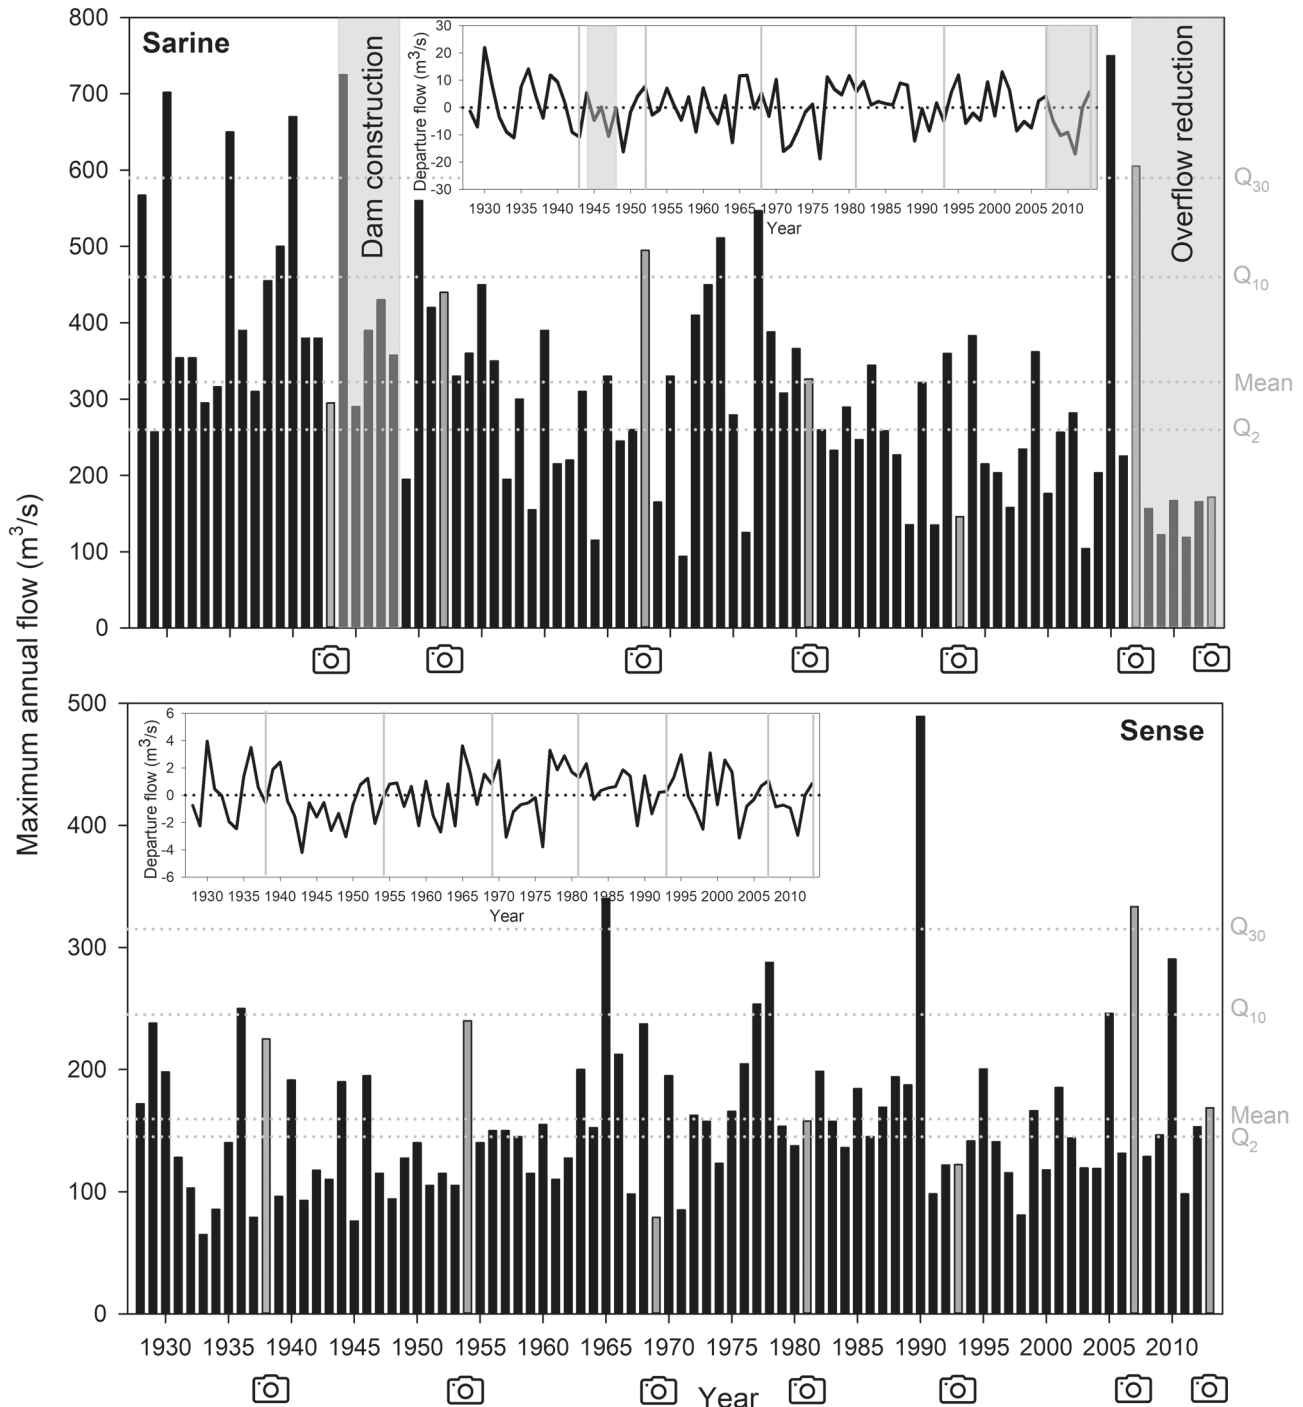 Maximum annual flow (m³/s)
800
700
600
500
400
300
200
100
0
Sarine
Dam construction
Overflow reduction
Q30
Q10
Mean
Q2
Departure flow (m³/s)
30
20
10
0
-10
-20
-30
1930 1935 1940 1945 1950 1955 1960 1965 1970 1975 1980 1985 1990 1995 2000 2005 2010
Year
500
400
300
200
100
0
Sense
Q30
Q10
Mean
Q2
Departure flow (m³/s)
6
4
2
0
-2
-4
-6
1930 1935 1940 1945 1950 1955 1960 1965 1970 1975 1980 1985 1990 1995 2000 2005 2010
Year
1930 1935 1940 1945 1950 1955 1960 1965 1970 1975 1980 1985 1990 1995 2000 2005 2010
Year